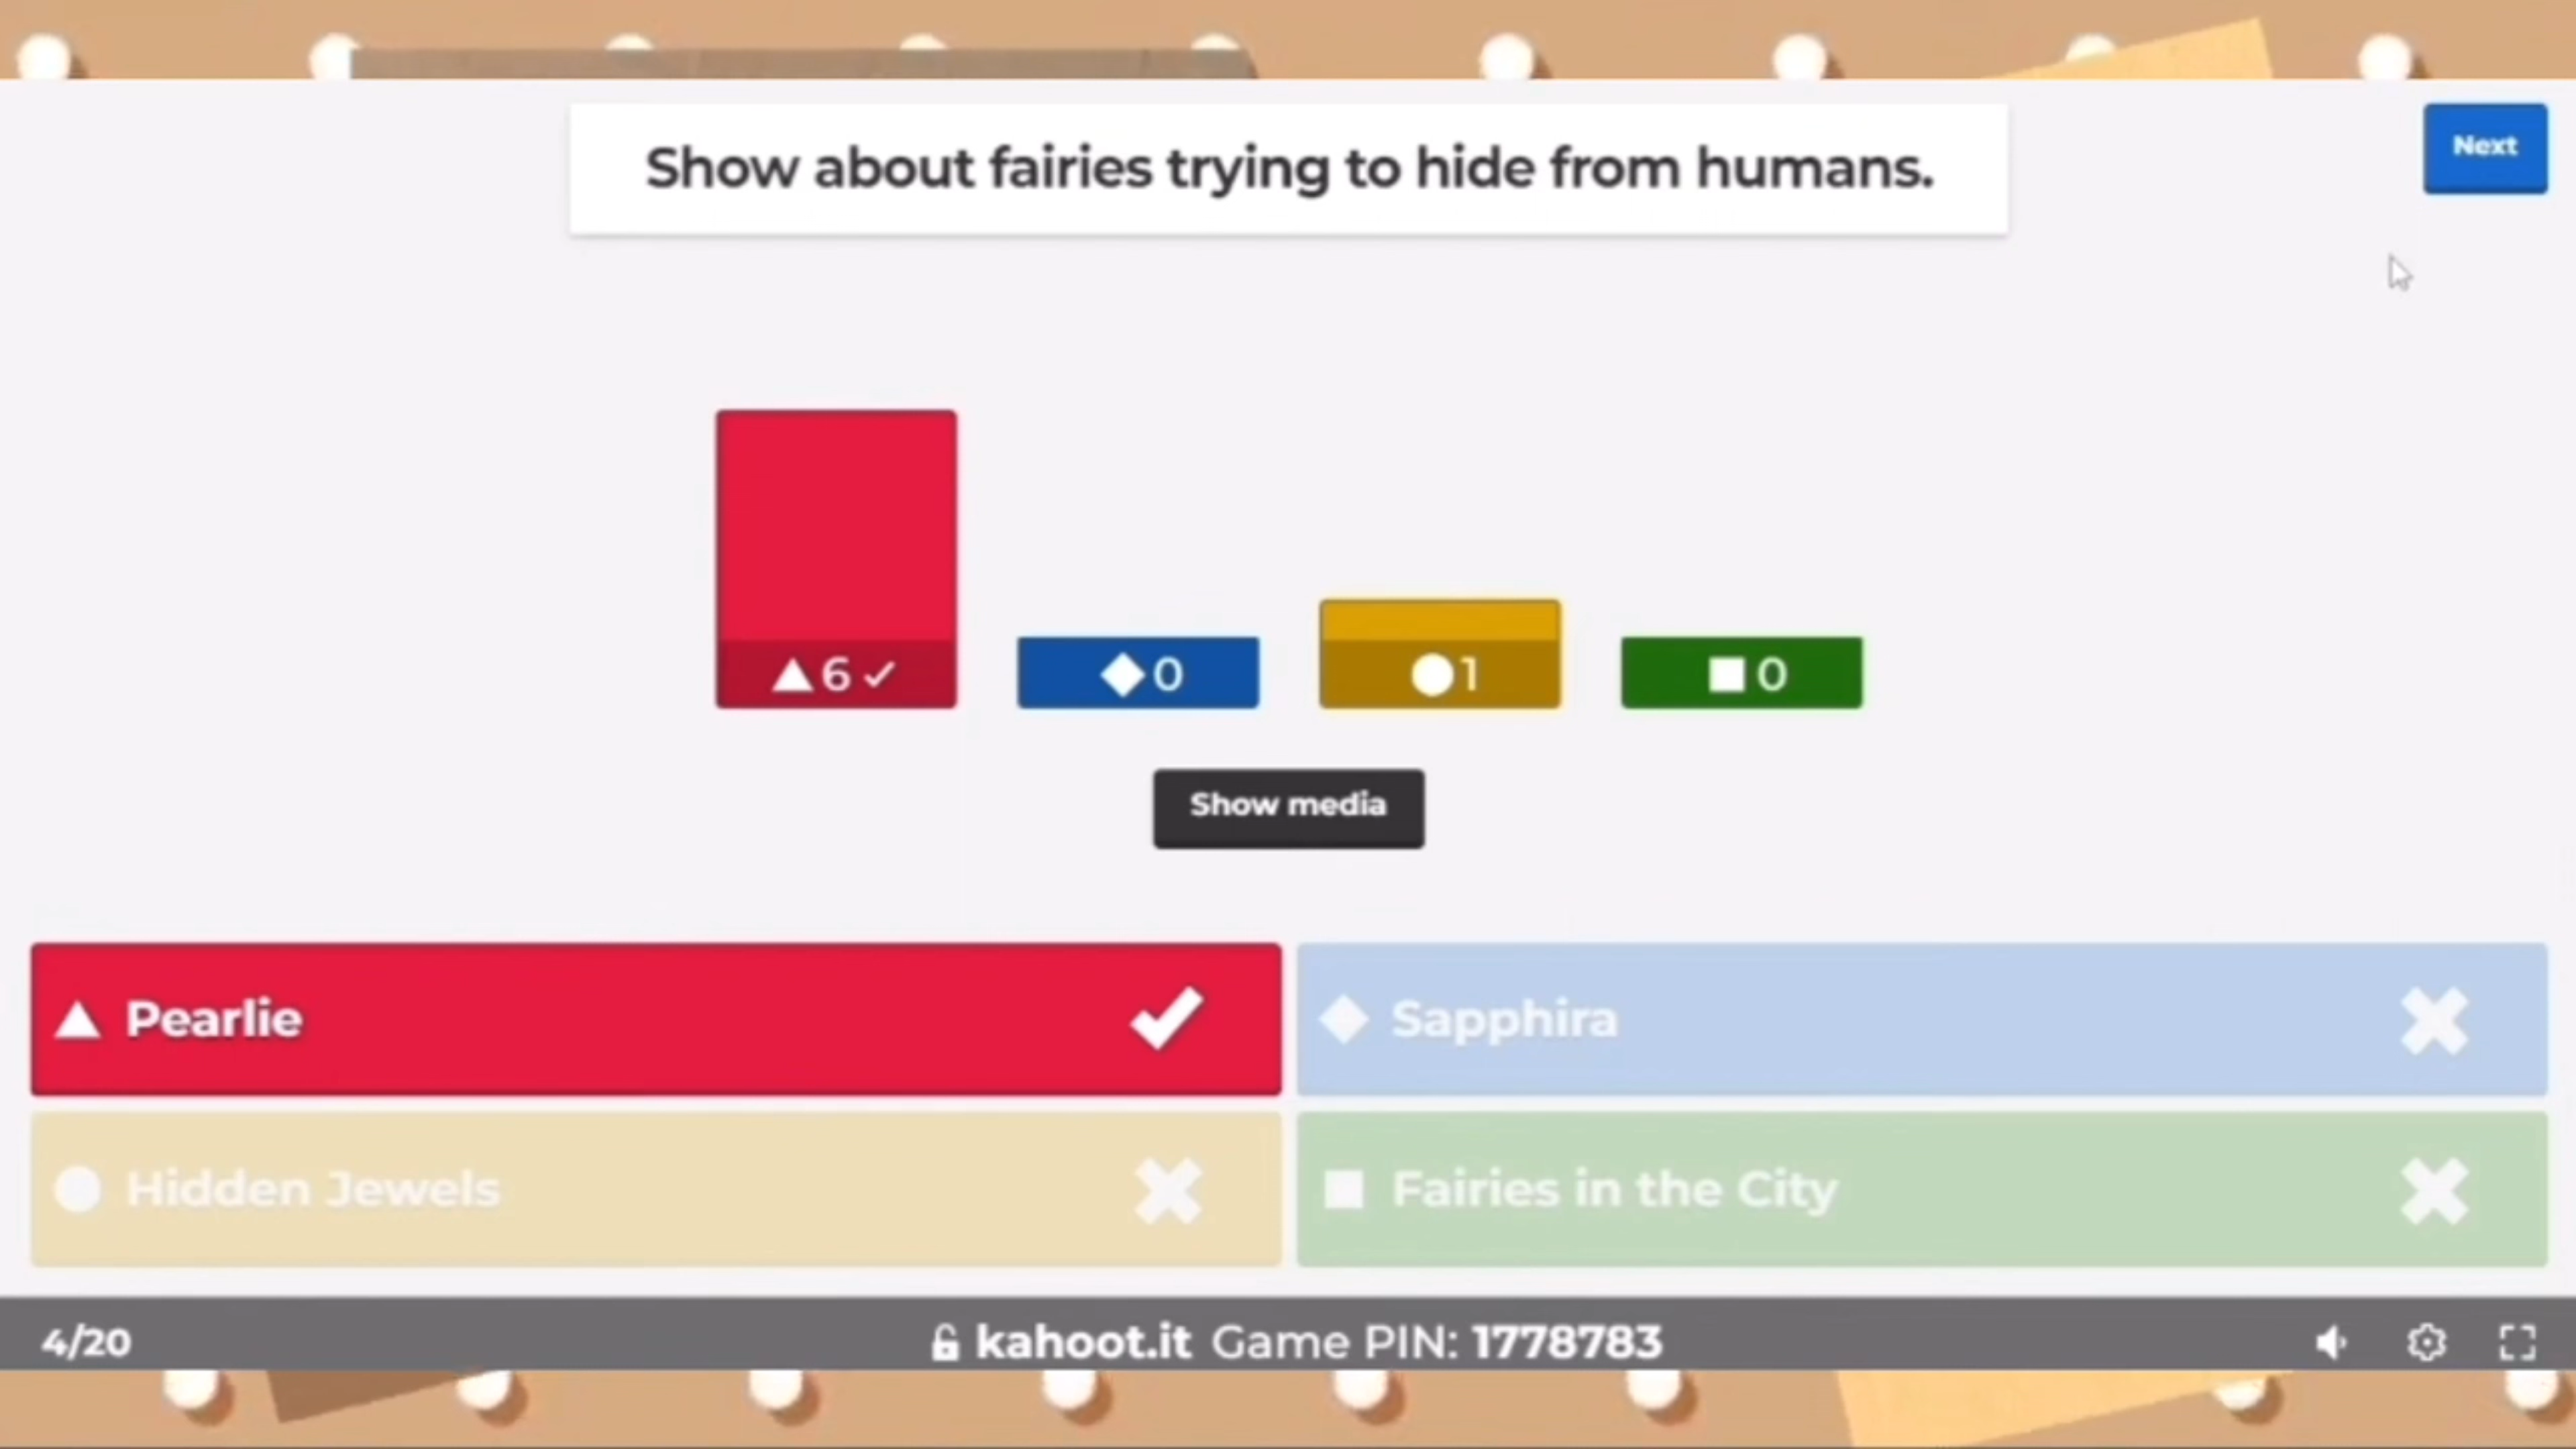 Show about fairies trying to hide from humans.
Next
6
0
1
0
Show media
Pearlie
Sapphira
Hidden Jewels
Fairies in the City
4/20
kahoot.it Game PIN: 1778783